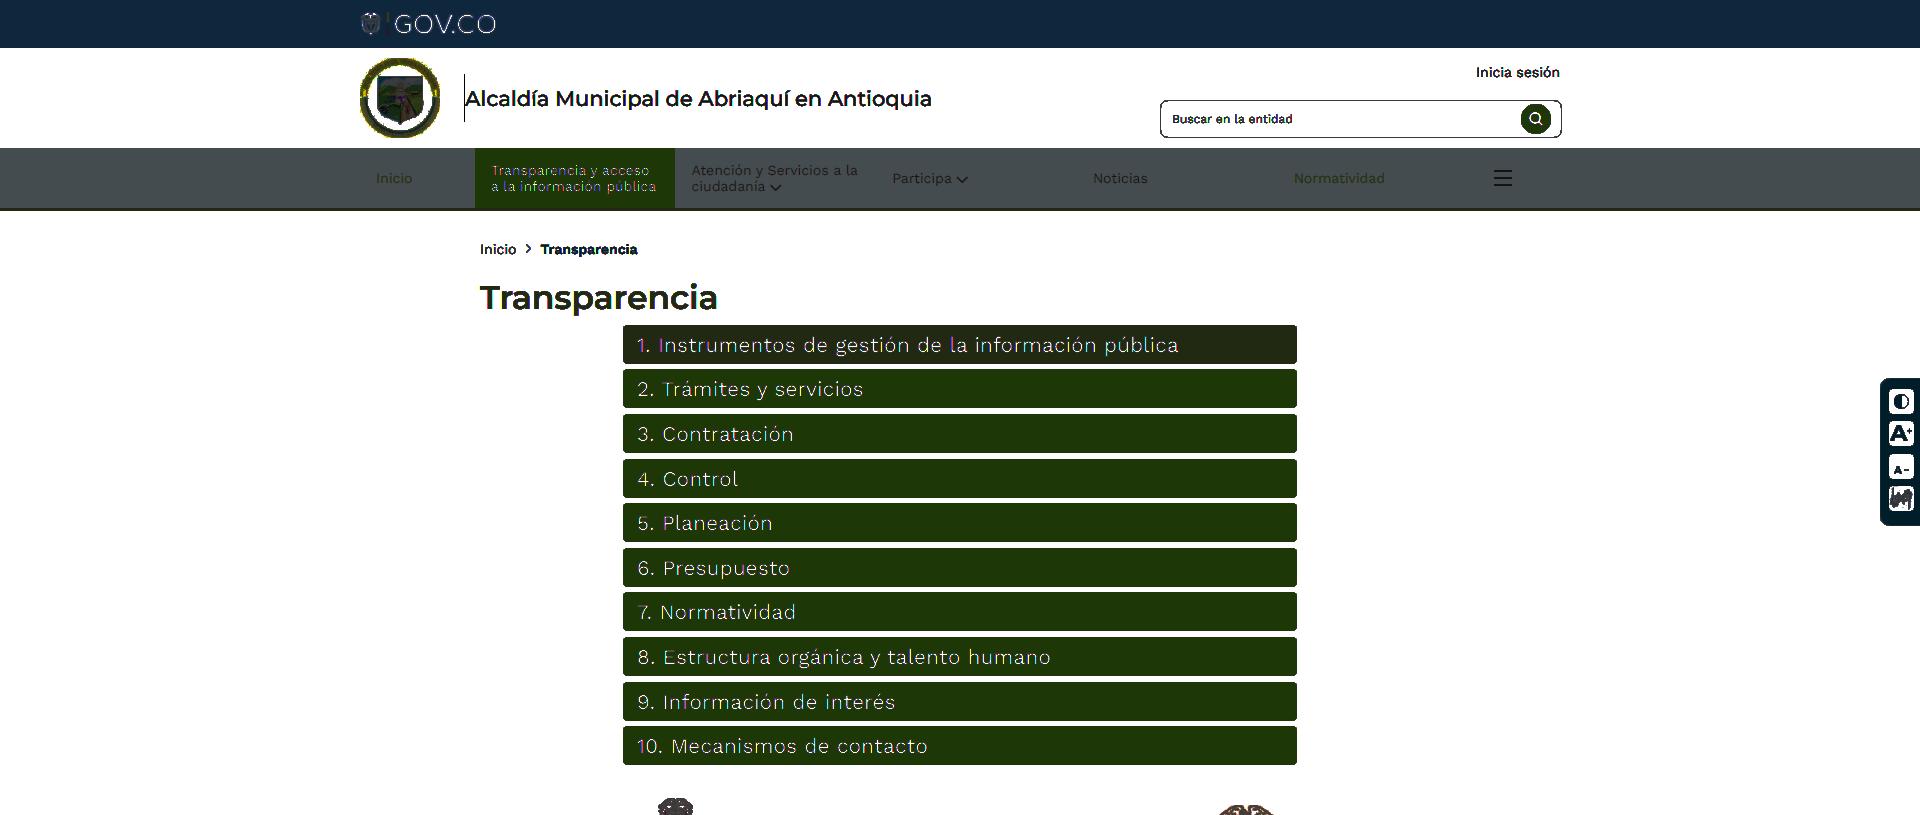 GOV.CO
Alcaldía Municipal de Abriaquí en Antioquia
Inicia sesión
Buscar en la entidad
Inicio
Transparencia y acceso
a la información pública
Atención y Servicios a la
ciudadanía
Participa
Noticias
Normatividad
Inicio > Transparencia
Transparencia
1. Instrumentos de gestión de la información pública
2. Trámites y servicios
3. Contratación
4. Control
5. Planeación
6. Presupuesto
7. Normatividad
8. Estructura orgánica y talento humano
9. Información de interés
10. Mecanismos de contacto
A+
A-